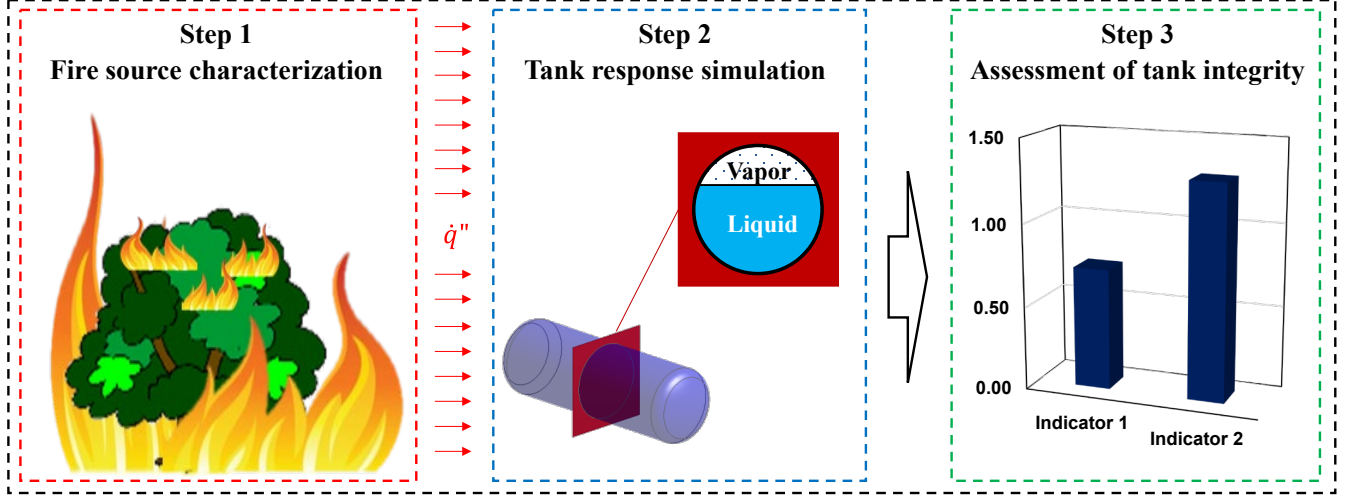 Step 1
Fire source characterization
q̇"
Step 2
Tank response simulation
Vapor
Liquid
Step 3
Assessment of tank integrity
1.50
1.00
0.50
0.00
Indicator 1
Indicator 2